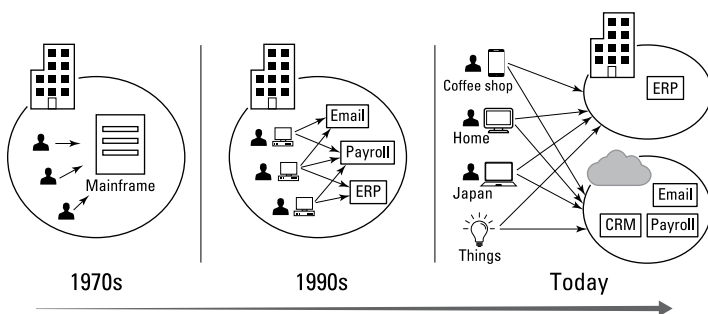 Mainframe
1970s
Email
Payroll
ERP
1990s
Coffee shop
Home
Japan
Things
ERP
Email
CRM
Payroll
Today